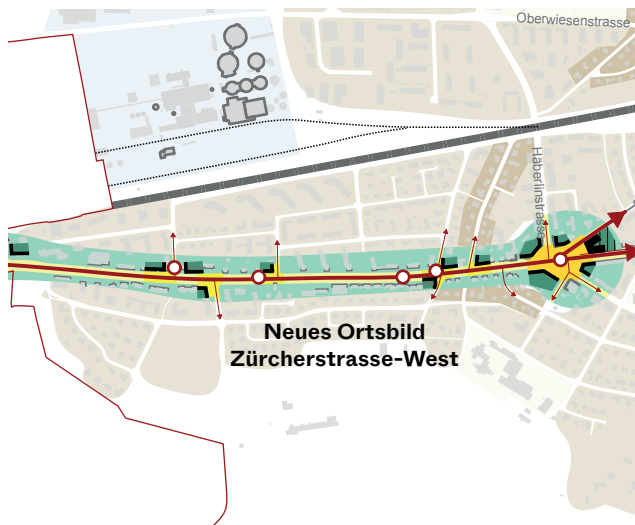 Oberwiesenstrasse
Häberlinstrasse
Neues Ortsbild
Zürcherstrasse-West